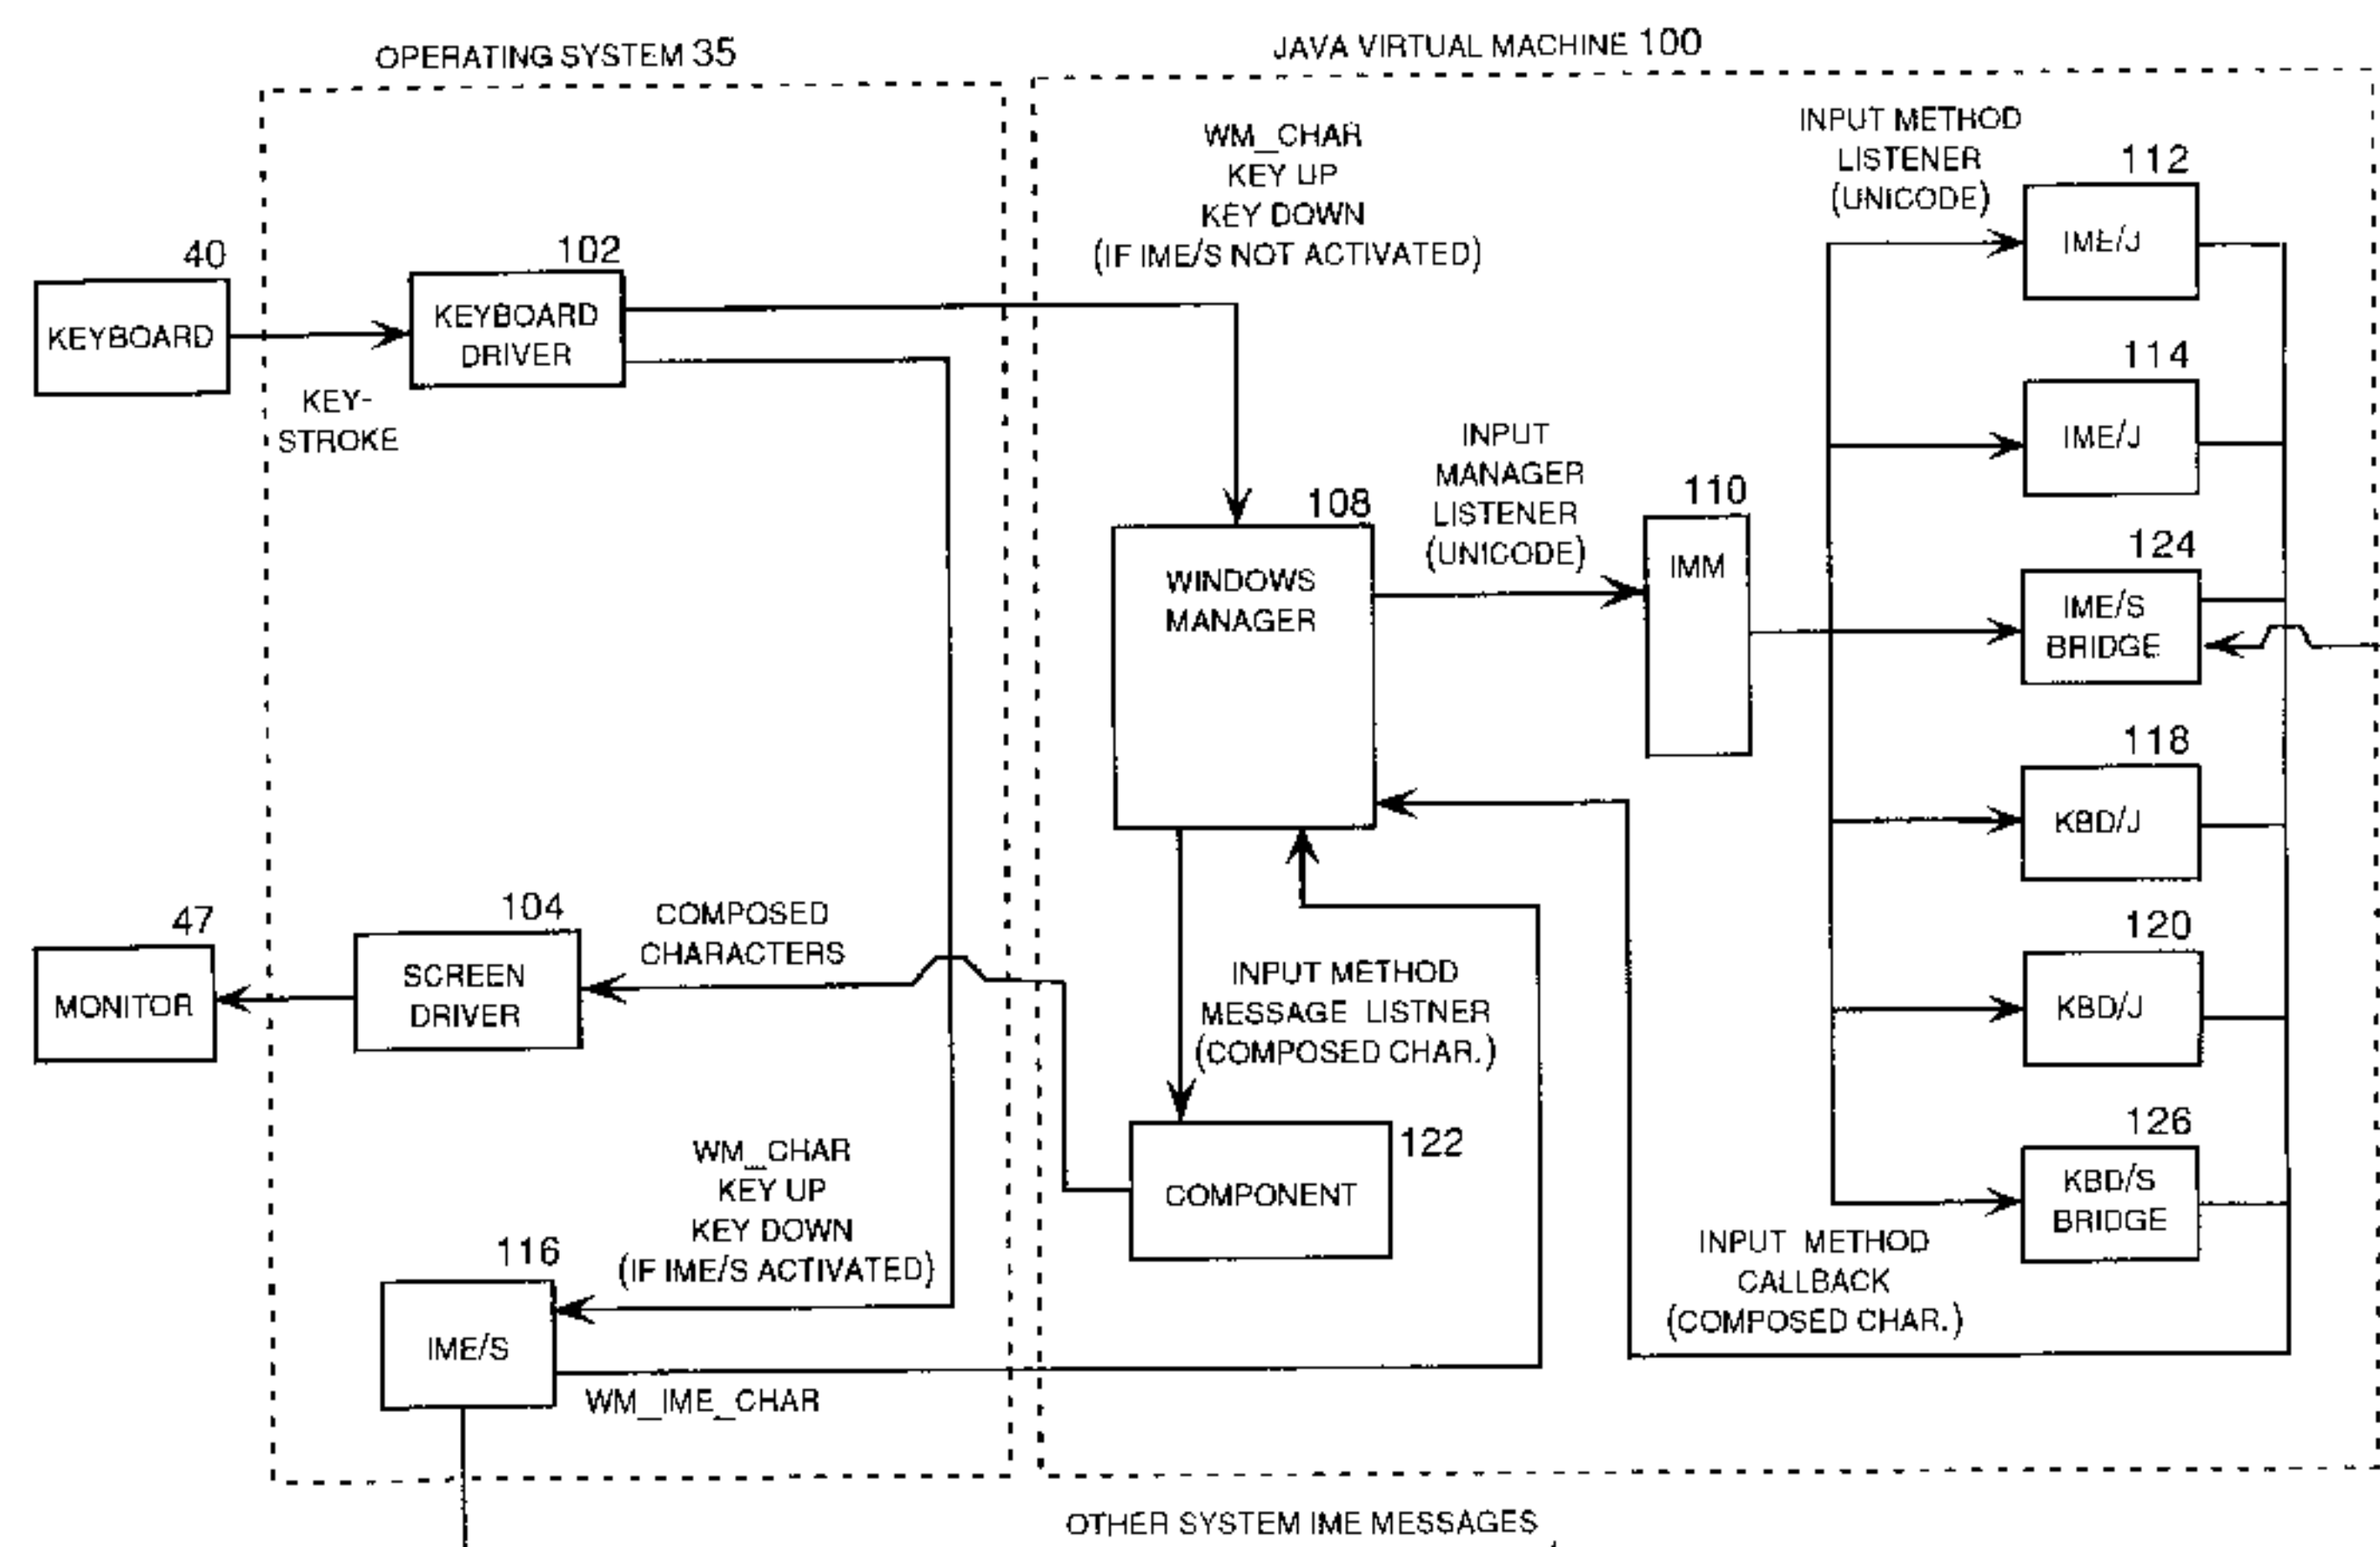 OPERATING SYSTEM 35
JAVA VIRTUAL MACHINE 100
WM_CHAR
KEY UP
KEY DOWN
(IF IME/S NOT ACTIVATED)
INPUT METHOD
LISTENER
(UNICODE)
112
IME/J
40
KEYBOARD
102
KEYBOARD
DRIVER
KEY-
STROKE
114
IME/J
INPUT
MANAGER
LISTENER
(UNICODE)
108
WINDOWS
MANAGER
110
IMM
124
IME/S
BRIDGE
118
KBD/J
47
MONITOR
104
SCREEN
DRIVER
COMPOSED
CHARACTERS
INPUT METHOD
MESSAGE LISTNER
(COMPOSED CHAR.)
120
KBD/J
122
COMPONENT
126
KBD/S
BRIDGE
WM_CHAR
KEY UP
KEY DOWN
(IF IME/S ACTIVATED)
116
IME/S
WM_IME_CHAR
INPUT METHOD
CALLBACK
(COMPOSED CHAR.)
OTHER SYSTEM IME MESSAGES